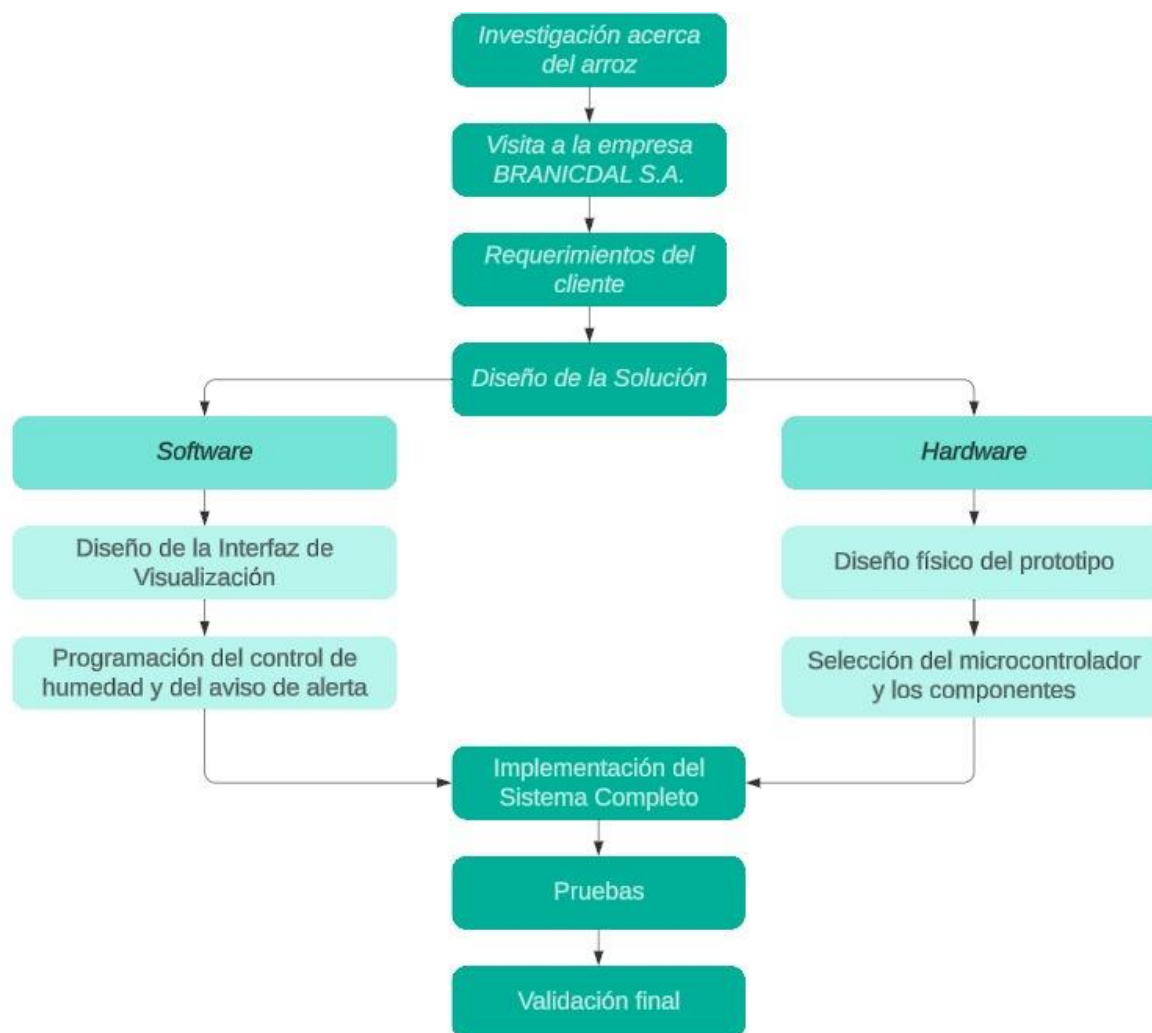 Investigación acerca
del arroz
Visita a la empresa
BRANICDAL S.A.
Requerimientos del
cliente
Diseño de la Solución
Software
Hardware
Diseño de la Interfaz de
Visualización
Diseño físico del prototipo
Programación del control de
humedad y del aviso de alerta
Selección del microcontrolador
y los componentes
Implementación del
Sistema Completo
Pruebas
Validación final